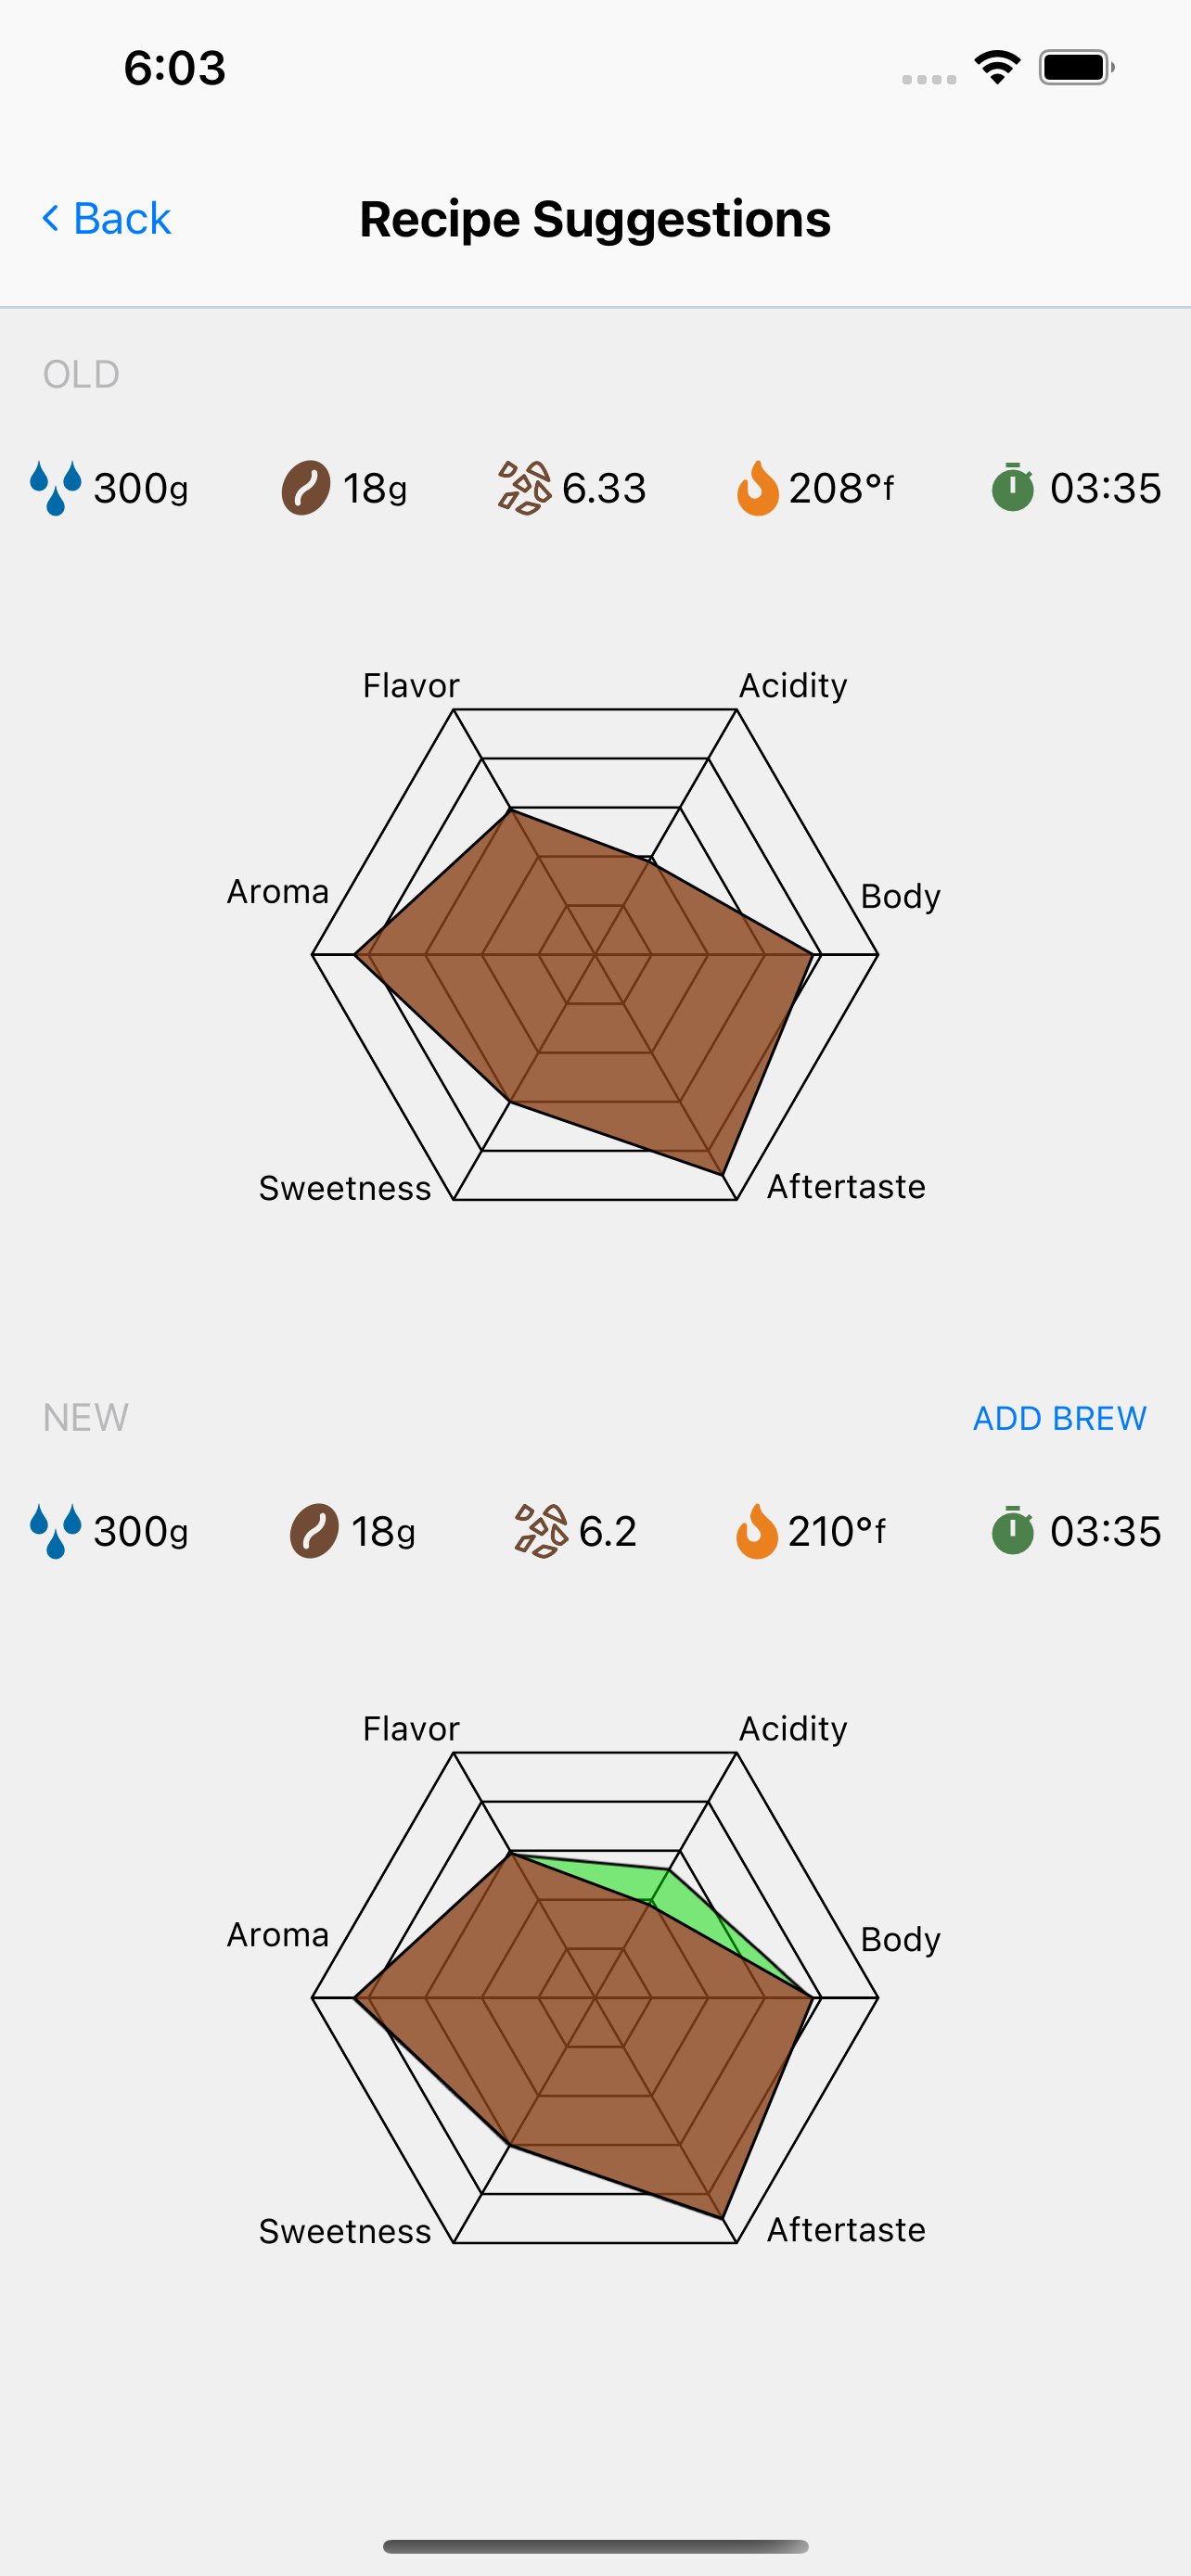 6:03
Back
Recipe Suggestions
OLD
300g 18g 6.33 208°f 03:35
Flavor Acidity
Aroma Body
Sweetness Aftertaste
NEW ADD BREW
300g 18g 6.2 210°f 03:35
Flavor Acidity
Aroma Body
Sweetness Aftertaste